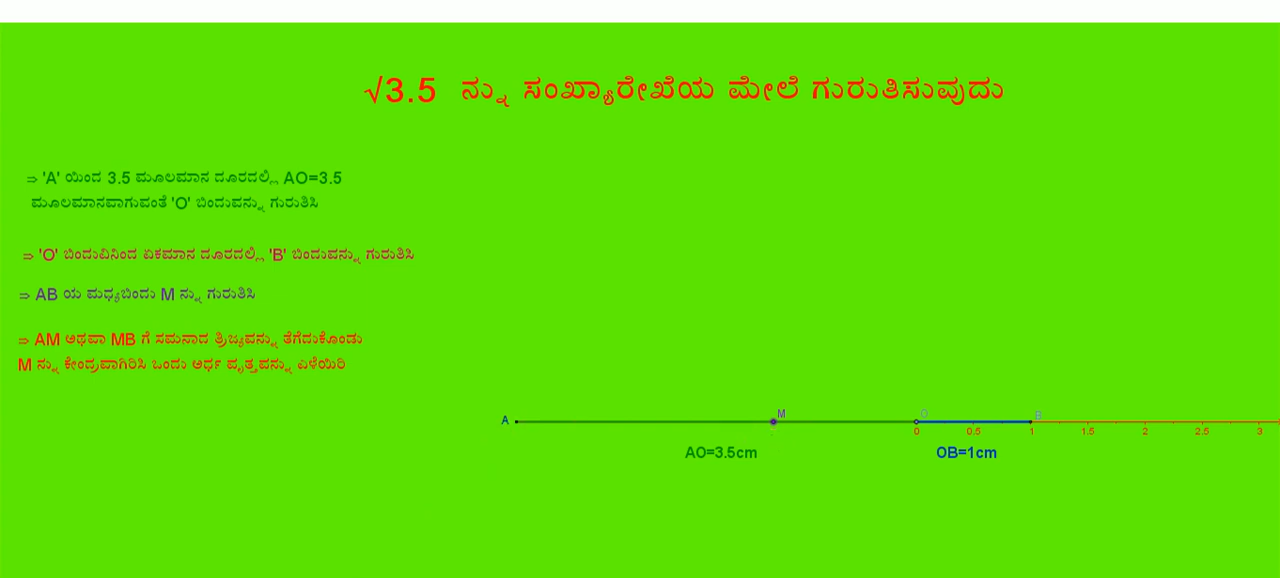 √3.5 ನ್ನು ಸಂಖ್ಯಾರೇಖೆಯ ಮೇಲೆ ಗುರುತಿಸುವುದು
⇒ 'A' ಯಿಂದ 3.5 ಮೂಲಮಾನ ದೂರದಲ್ಲಿ AO=3.5
ಮೂಲಮಾನವಾಗುವಂತೆ 'O' ಬಿಂದುವನ್ನು ಗುರುತಿಸಿ
⇒ 'O' ಬಿಂದುವಿನಿಂದ ಏಕಮಾನ ದೂರದಲ್ಲಿ 'B' ಬಿಂದುವನ್ನು ಗುರುತಿಸಿ
⇒ AB ಯ ಮಧ್ಯಬಿಂದು M ನ್ನು ಗುರುತಿಸಿ
⇒ AM ಅಥವಾ MB ಗೆ ಸಮನಾದ ತ್ರಿಜ್ಯವನ್ನು ತೆಗೆದುಕೊಂಡು
M ನ್ನು ಕೇಂದ್ರವಾಗಿರಿಸಿ ಒಂದು ಅರ್ಧ ವೃತ್ತವನ್ನು ಎಳೆಯಿರಿ
A M O B
0 0.5 1 1.5 2 2.5 3
AO=3.5cm OB=1cm